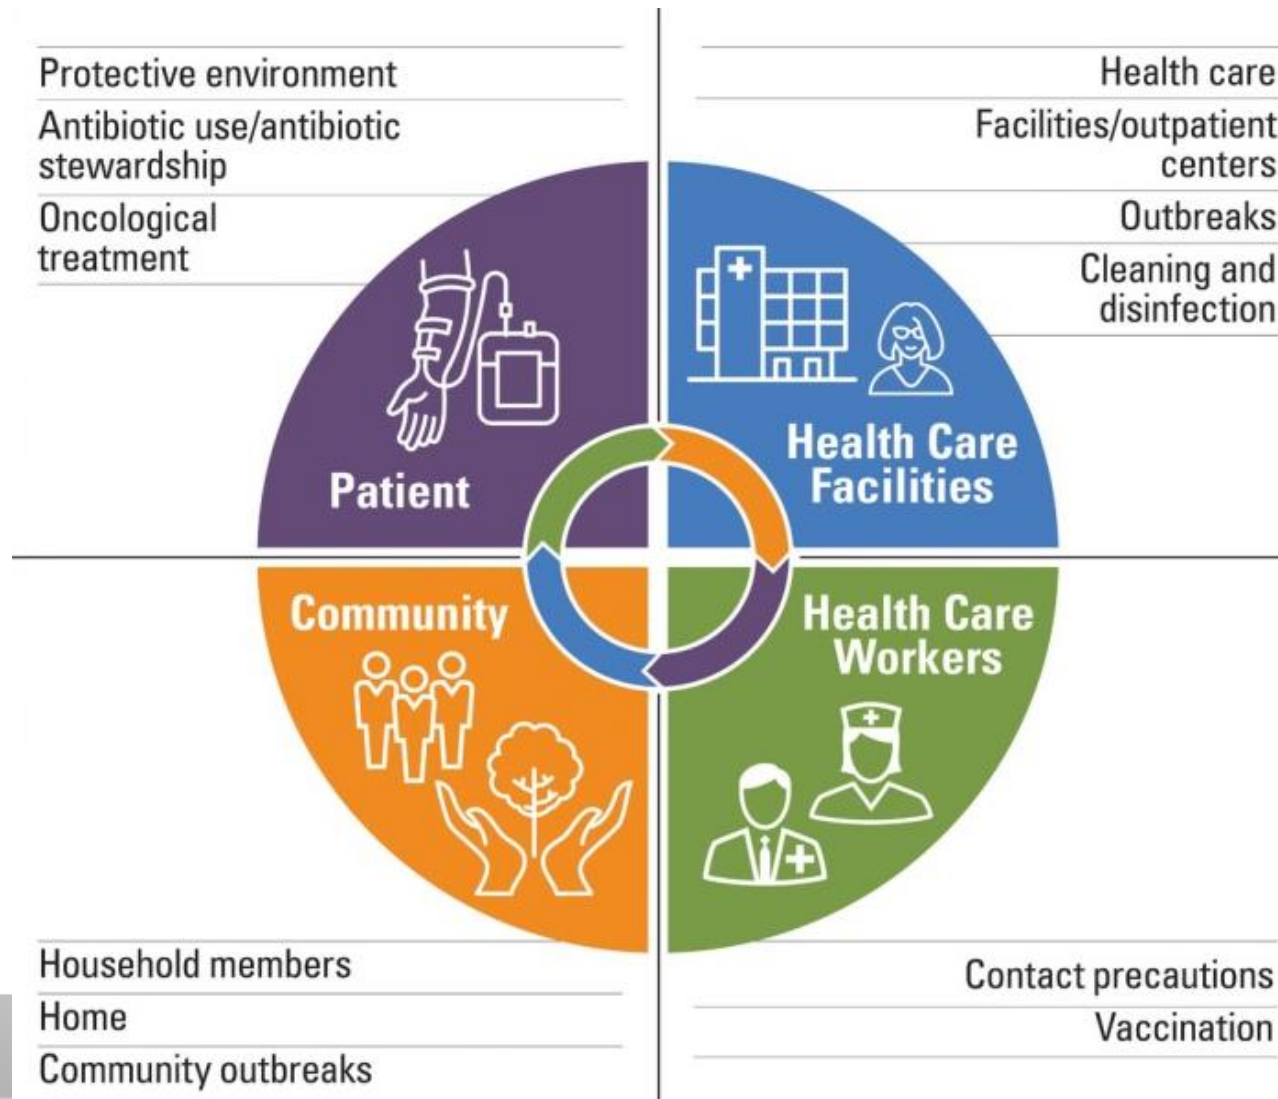 Protective environment
Antibiotic use/antibiotic
stewardship
Oncological
treatment
Health care
Facilities/outpatient
centers
Outbreaks
Cleaning and
disinfection
Patient
Health Care
Facilities
Community
Health Care
Workers
Household members
Home
Community outbreaks
Contact precautions
Vaccination